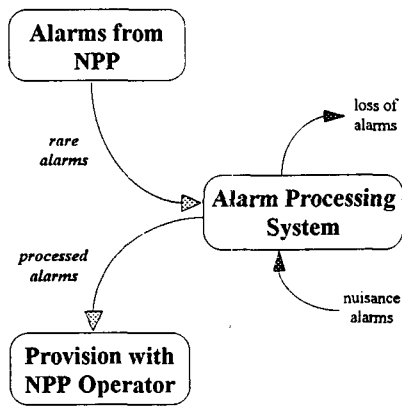 Alarms from
NPP
rare
alarms
loss of
alarms
Alarm Processing
System
processed
alarms
nuisance
alarms
Provision with
NPP Operator